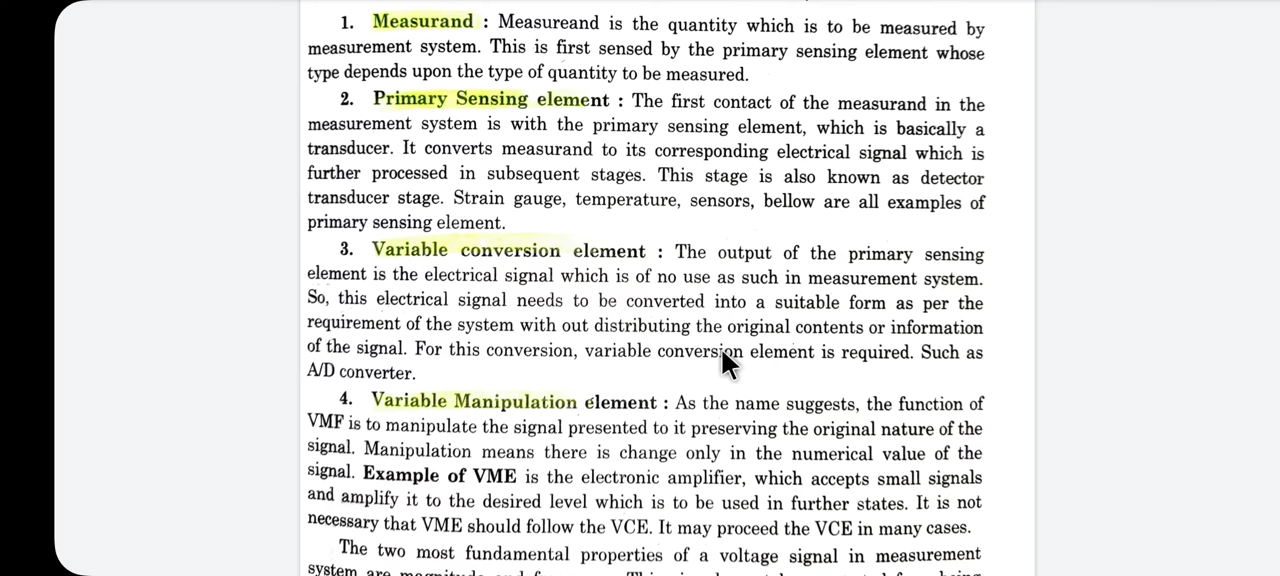 1. Measurand : Measureand is the quantity which is to be measured by
measurement system. This is first sensed by the primary sensing element whose
type depends upon the type of quantity to be measured.
2. Primary Sensing element : The first contact of the measurand in the
measurement system is with the primary sensing element, which is basically a
transducer. It converts measurand to its corresponding electrical signal which is
further processed in subsequent stages. This stage is also known as detector
transducer stage. Strain gauge, temperature, sensors, bellow are all examples of
primary sensing element.
3. Variable conversion element : The output of the primary sensing
element is the electrical signal which is of no use as such in measurement system.
So, this electrical signal needs to be converted into a suitable form as per the
requirement of the system with out distributing the original contents or information
of the signal. For this conversion, variable conversion element is required. Such as
A/D converter.
4. Variable Manipulation element : As the name suggests, the function of
VMF is to manipulate the signal presented to it preserving the original nature of the
signal. Manipulation means there is change only in the numerical value of the
signal. Example of VME is the electronic amplifier, which accepts small signals
and amplify it to the desired level which is to be used in further states. It is not
necessary that VME should follow the VCE. It may proceed the VCE in many cases.
The two most fundamental properties of a voltage signal in measurement
system are